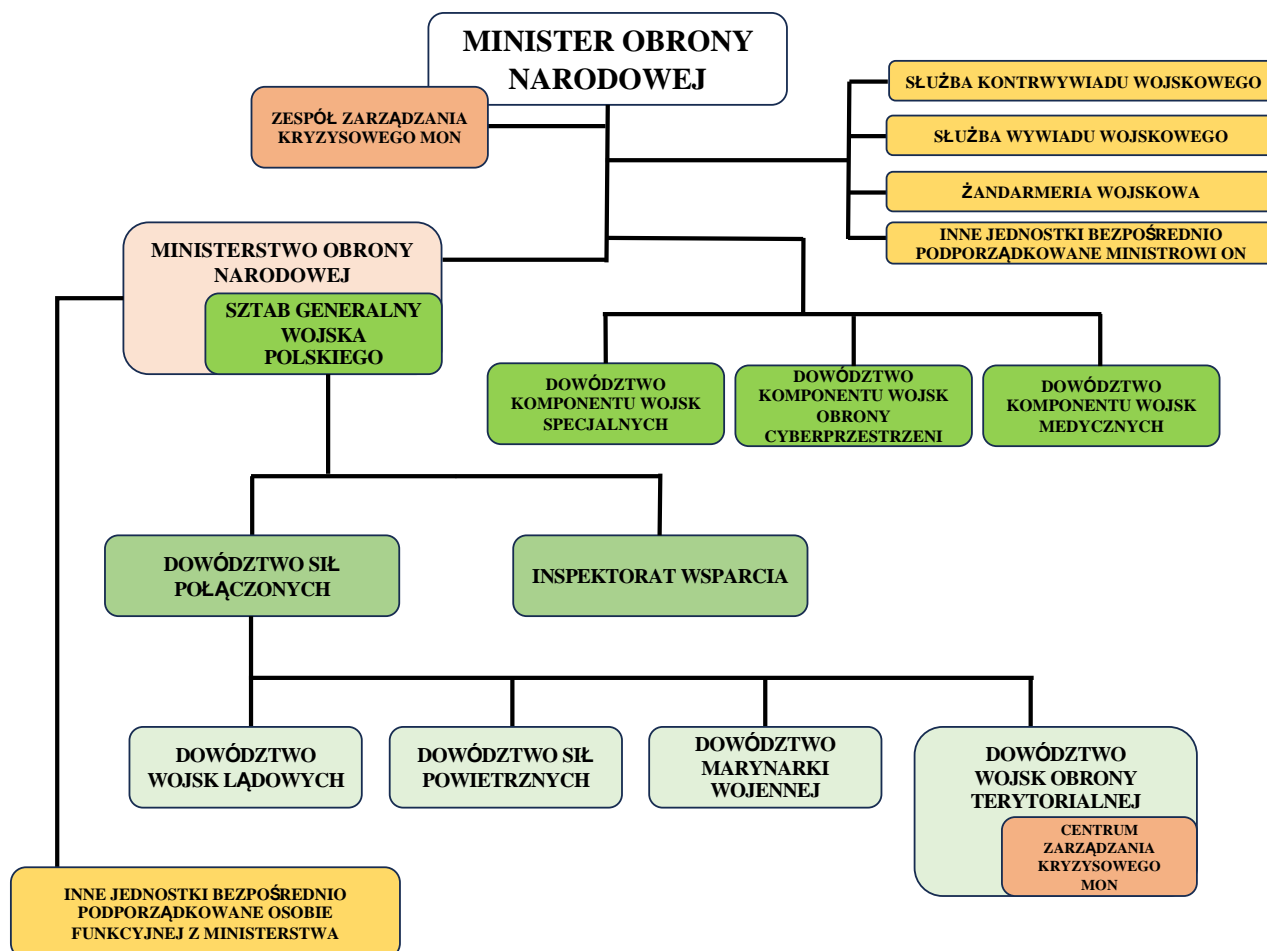 MINISTER OBRONY
NARODOWEJ
ZESPÓŁ ZARZĄDZANIA
KRYZYSOWEGO MON
SŁUŻBA KONTRWYWIADU WOJSKOWEGO
SŁUŻBA WYWIADU WOJSKOWEGO
ŻANDARMERIA WOJSKOWA
INNE JEDNOSTKI BEZPOŚREDNIO
PODPORZĄDKOWANE MINISTROWI ON
MINISTERSTWO OBRONY
NARODOWEJ
SZTAB GENERALNY
WOJSKA
POLSKIEGO
DOWÓDZTWO
KOMPONENTU WOJSK
SPECJALNYCH
DOWÓDZTWO
KOMPONENTU WOJSK
OBRONY
CYBERPRZESTRZENI
DOWÓDZTWO
KOMPONENTU WOJSK
MEDYCZNYCH
DOWÓDZTWO SIŁ
POŁĄCZONYCH
INSPEKTORAT WSPARCIA
DOWÓDZTWO
WOJSK LĄDOWYCH
DOWÓDZTWO SIŁ
POWIETRZNYCH
DOWÓDZTWO
MARYNARKI
WOJENNEJ
DOWÓDZTWO
WOJSK OBRONY
TERYTORIALNEJ
CENTRUM
ZARZĄDZANIA
KRYZYSOWEGO
MON
INNE JEDNOSTKI BEZPOŚREDNIO
PODPORZĄDKOWANE OSOBIE
FUNKCYJNEJ Z MINISTERSTWA